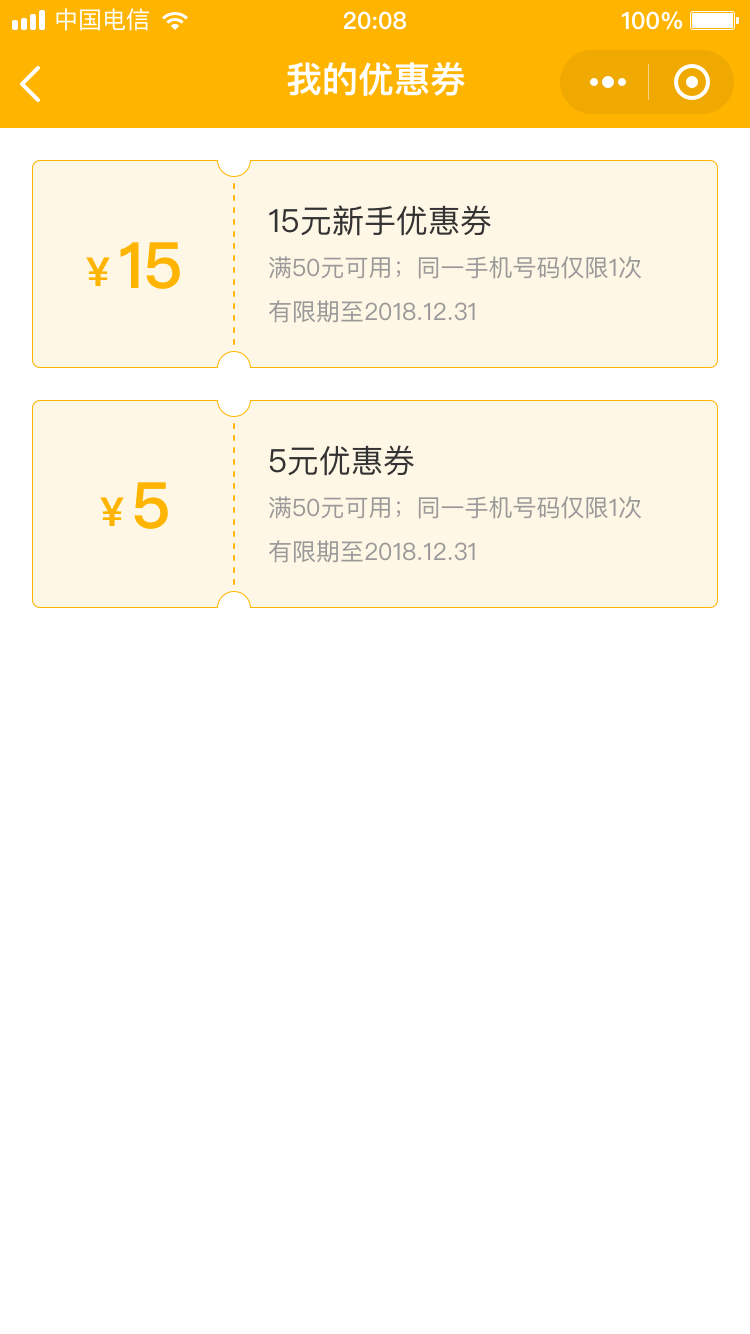 中国电信
20:08
100%
我的优惠券
¥15
15元新手优惠券
满50元可用；同一手机号码仅限1次
有限期至2018.12.31
¥5
5元优惠券
满50元可用；同一手机号码仅限1次
有限期至2018.12.31